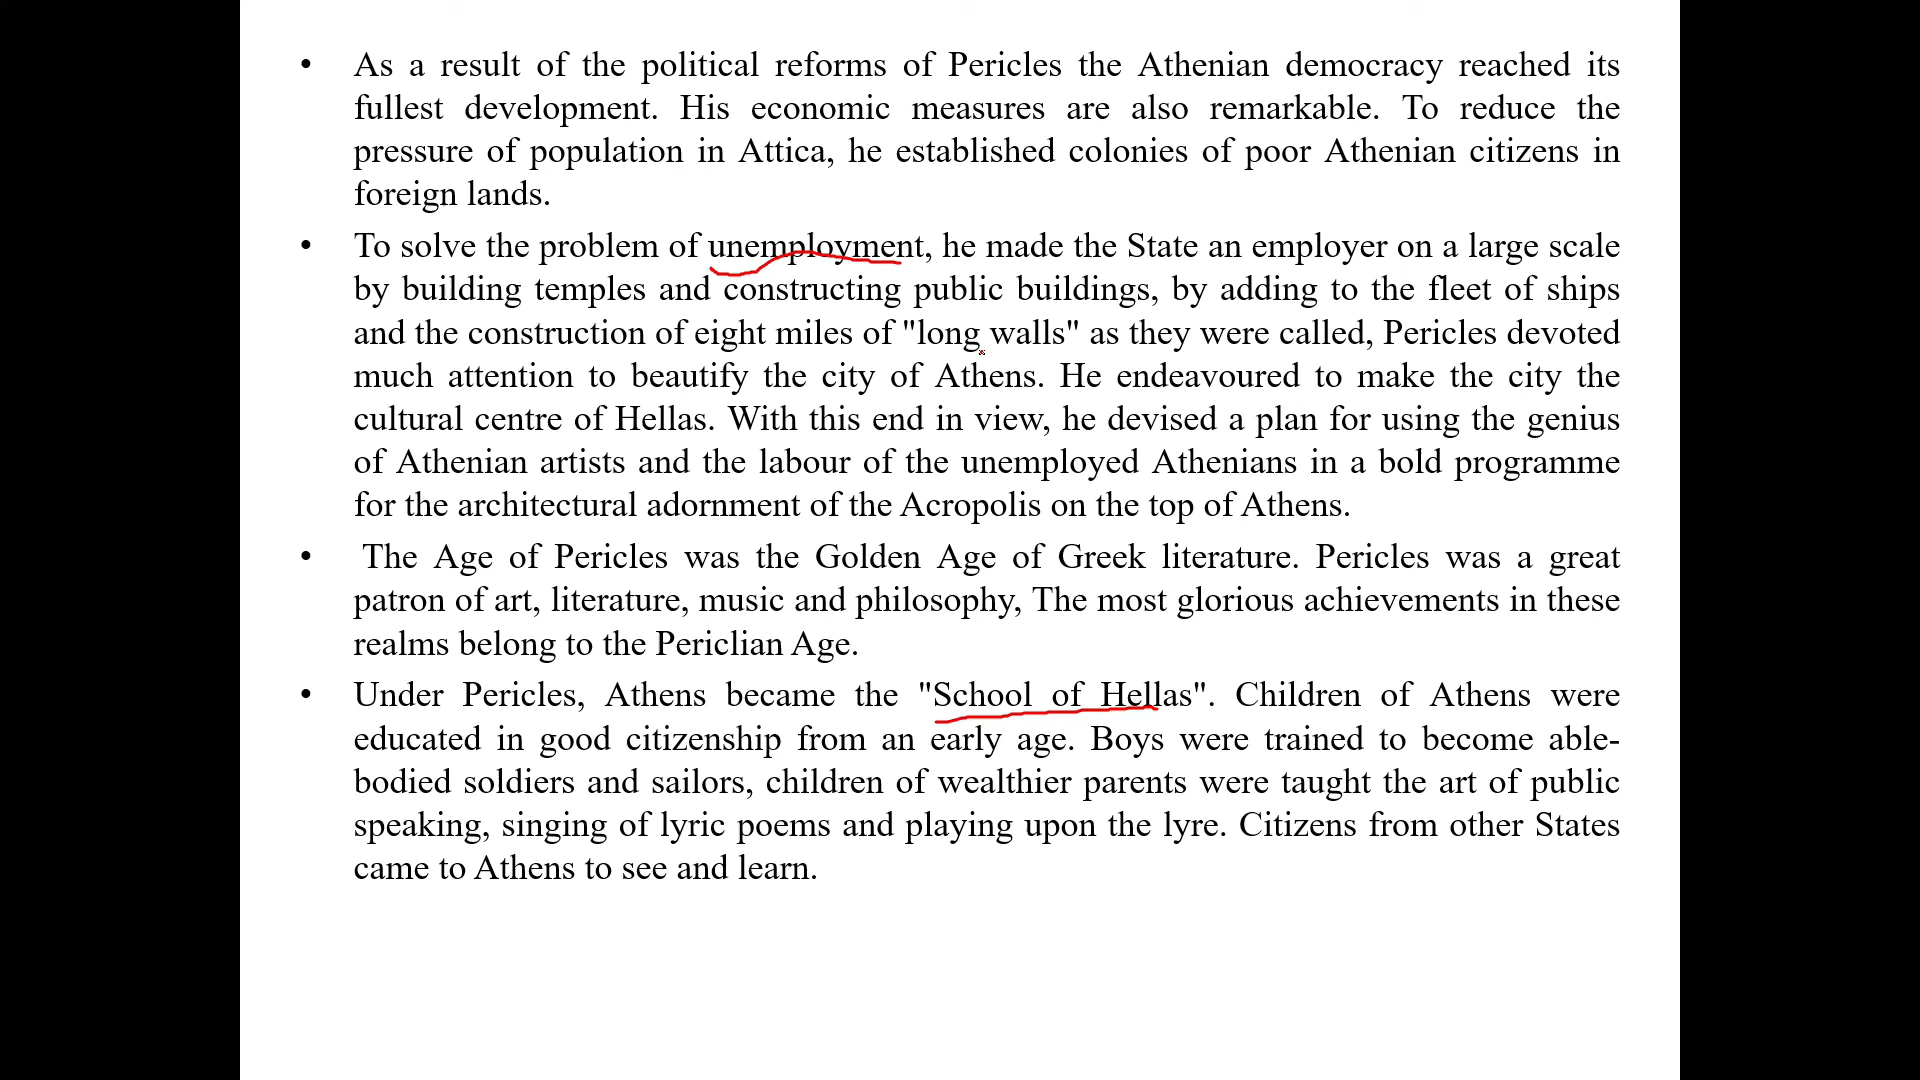 • As a result of the political reforms of Pericles the Athenian democracy reached its
fullest development. His economic measures are also remarkable. To reduce the
pressure of population in Attica, he established colonies of poor Athenian citizens in
foreign lands.
• To solve the problem of unemployment, he made the State an employer on a large scale
by building temples and constructing public buildings, by adding to the fleet of ships
and the construction of eight miles of "long walls" as they were called, Pericles devoted
much attention to beautify the city of Athens. He endeavoured to make the city the
cultural centre of Hellas. With this end in view, he devised a plan for using the genius
of Athenian artists and the labour of the unemployed Athenians in a bold programme
for the architectural adornment of the Acropolis on the top of Athens.
• The Age of Pericles was the Golden Age of Greek literature. Pericles was a great
patron of art, literature, music and philosophy, The most glorious achievements in these
realms belong to the Periclian Age.
• Under Pericles, Athens became the "School of Hellas". Children of Athens were
educated in good citizenship from an early age. Boys were trained to become able-
bodied soldiers and sailors, children of wealthier parents were taught the art of public
speaking, singing of lyric poems and playing upon the lyre. Citizens from other States
came to Athens to see and learn.